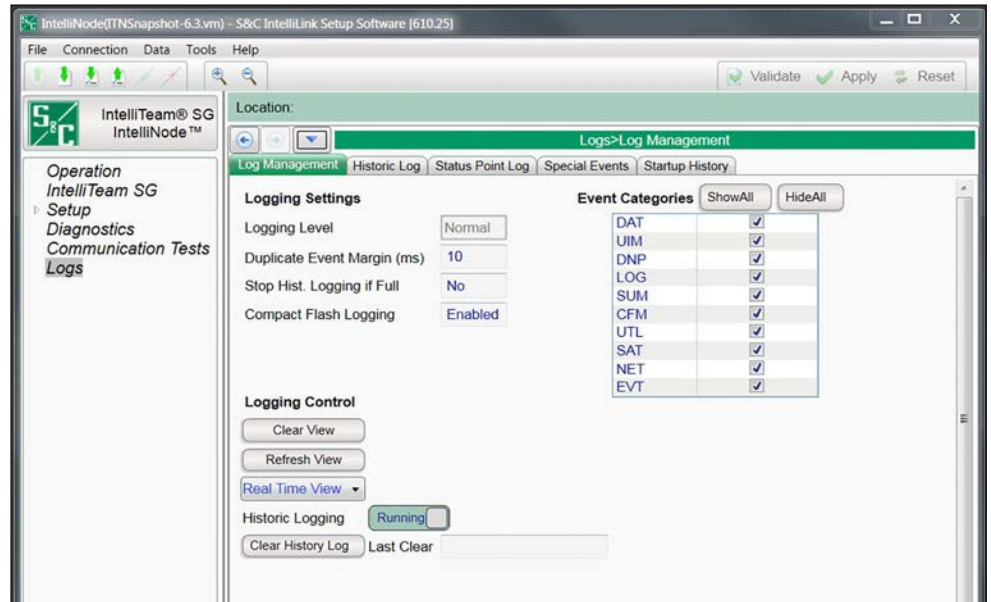 IntelliNode(ITNSnapshot-6.3.vm) - S&C IntelliLink Setup Software [610.25]
File Connection Data Tools Help
Validate Apply Reset
S&C
IntelliTeam® SG
IntelliNode™
Operation
IntelliTeam SG
Setup
Diagnostics
Communication Tests
Logs
Location:
Logs>Log Management
Log Management Historic Log Status Point Log Special Events Startup History
Logging Settings
Logging Level Normal
Duplicate Event Margin (ms) 10
Stop Hist. Logging if Full No
Compact Flash Logging Enabled
Event Categories ShowAll HideAll
DAT
UIM
DNP
LOG
SUM
CFM
UTL
SAT
NET
EVT
Logging Control
Clear View
Refresh View
Real Time View
Historic Logging Running
Clear History Log Last Clear